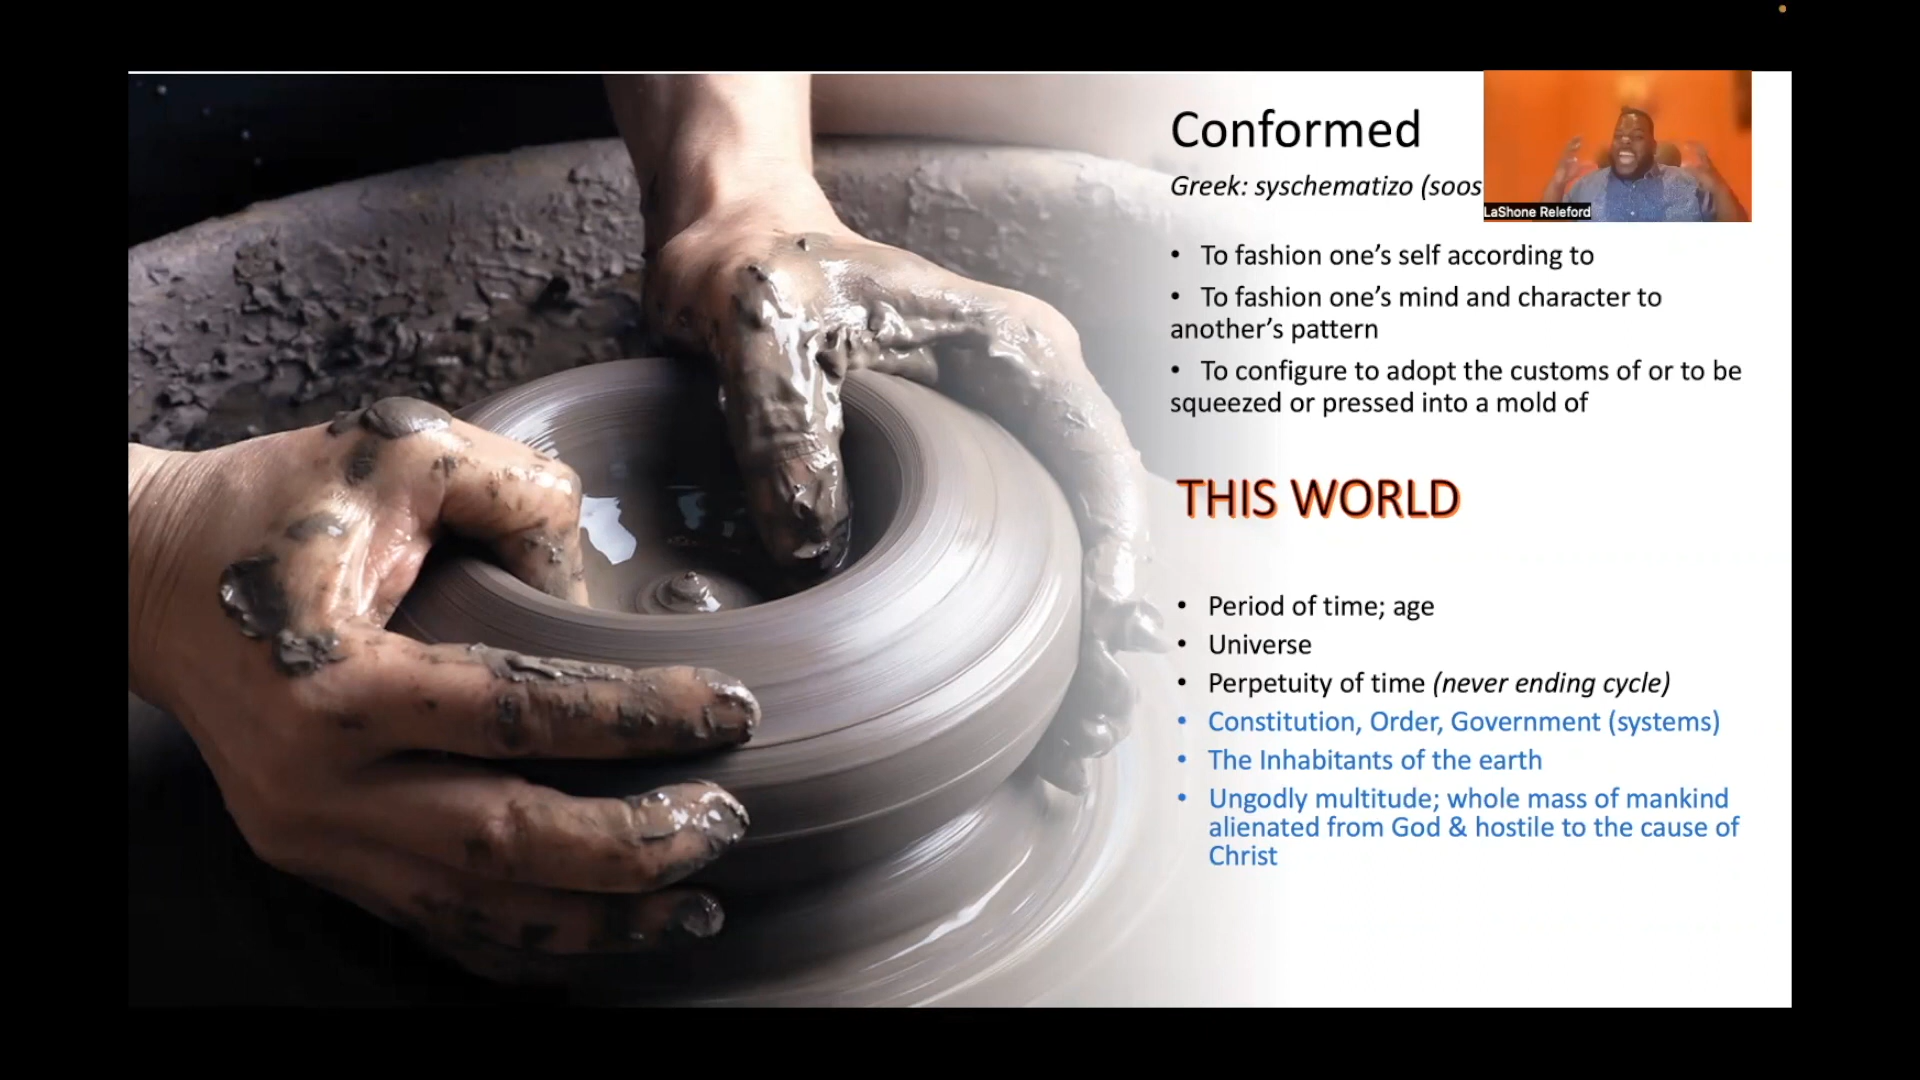 Conformed
Greek: syschematizo (soos
LaShone Releford
• To fashion one’s self according to
• To fashion one’s mind and character to
another’s pattern
• To configure to adopt the customs of or to be
squeezed or pressed into a mold of
THIS WORLD
• Period of time; age
• Universe
• Perpetuity of time (never ending cycle)
• Constitution, Order, Government (systems)
• The Inhabitants of the earth
• Ungodly multitude; whole mass of mankind
alienated from God & hostile to the cause of
Christ